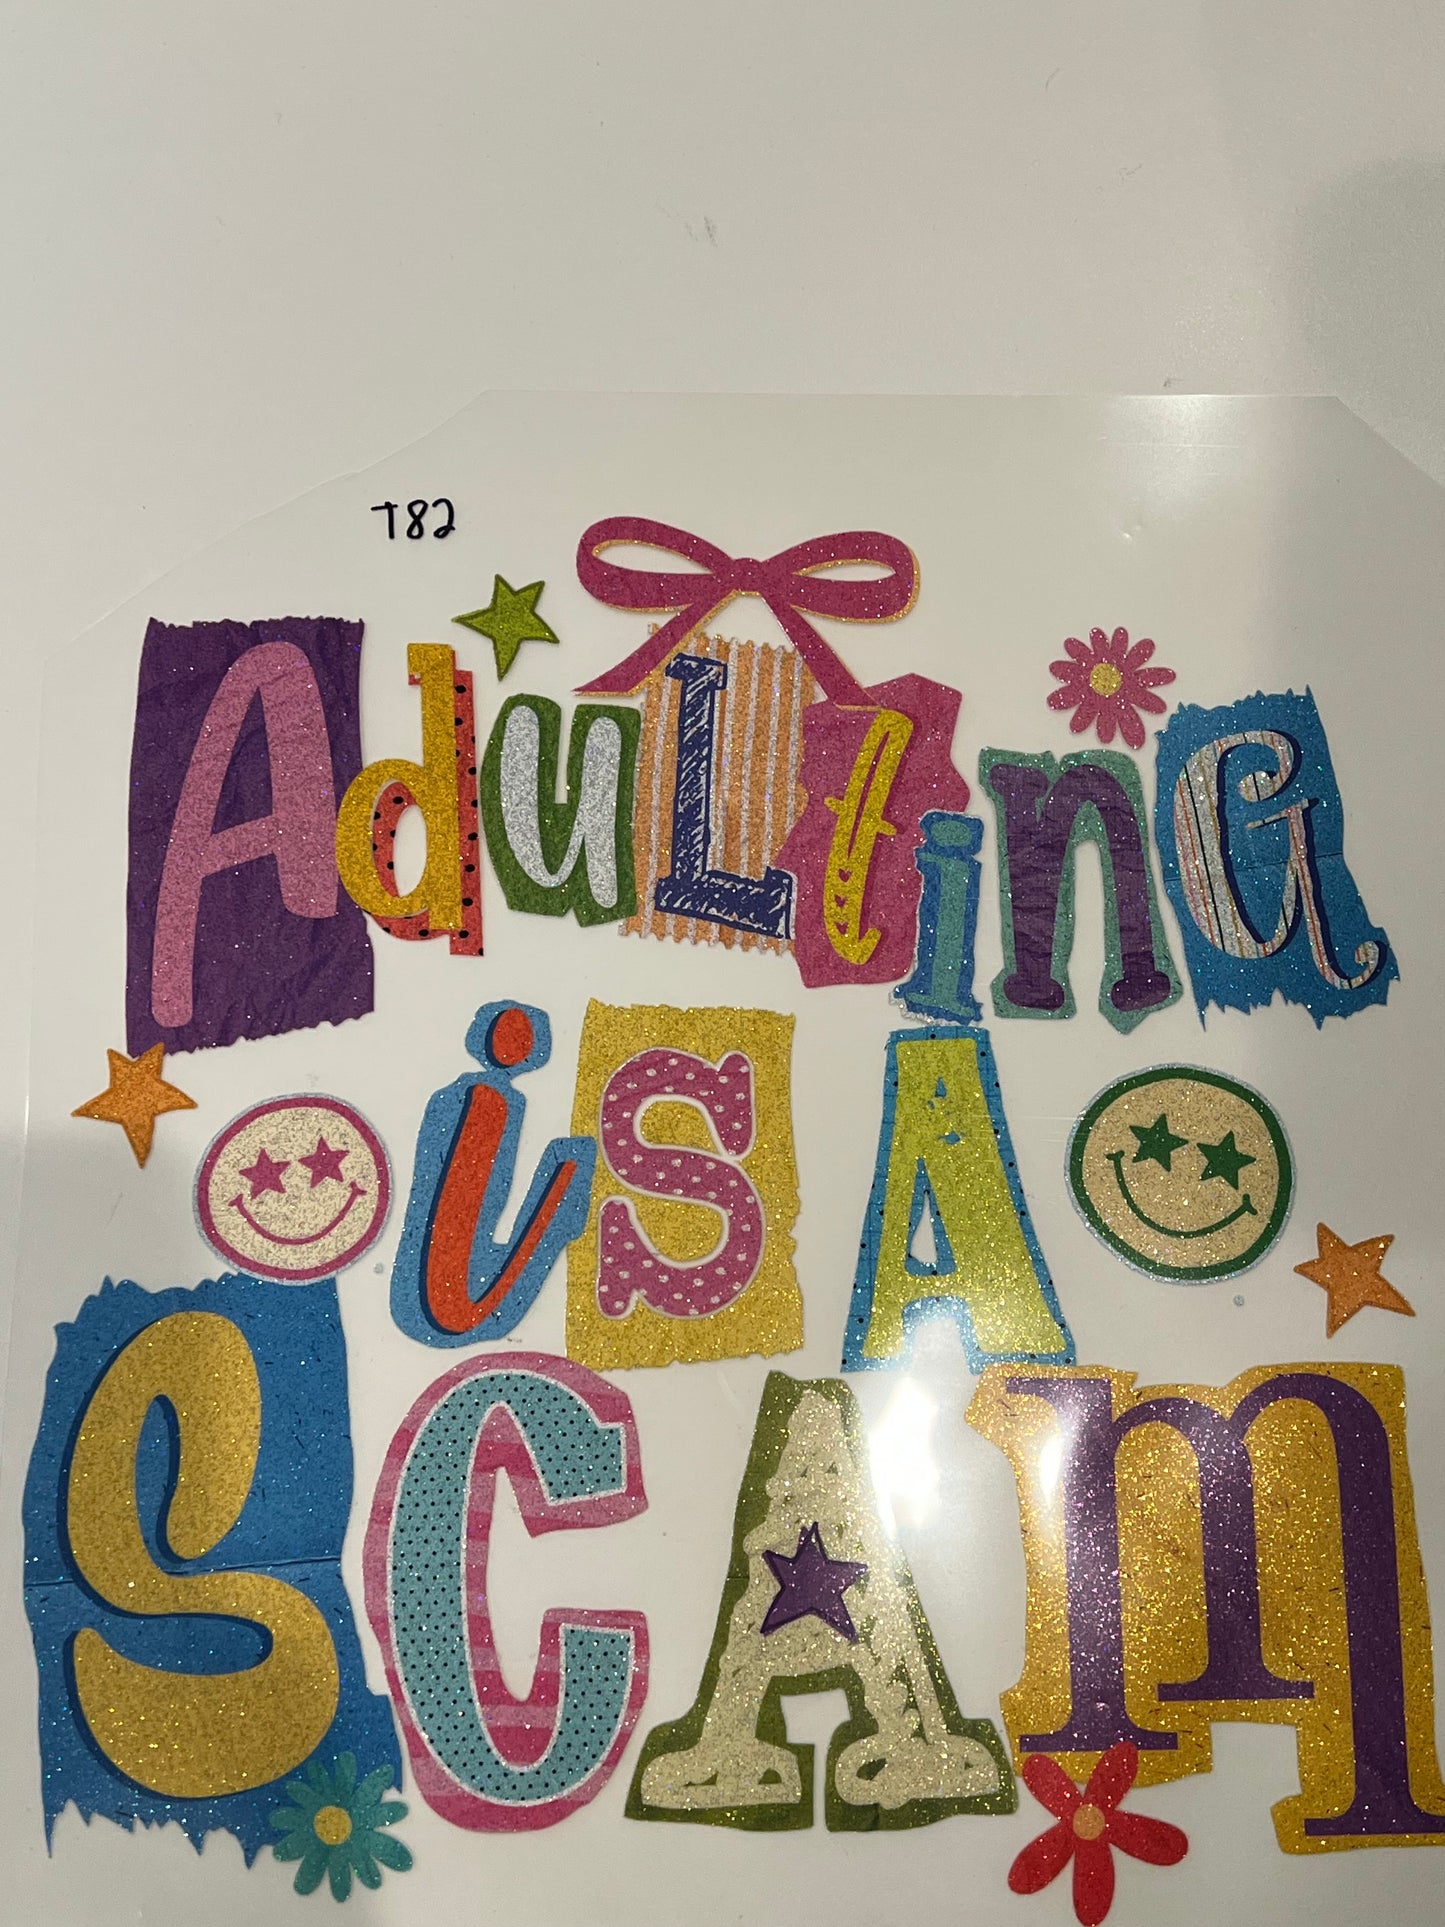 T82
AduLting
is A
SCAm